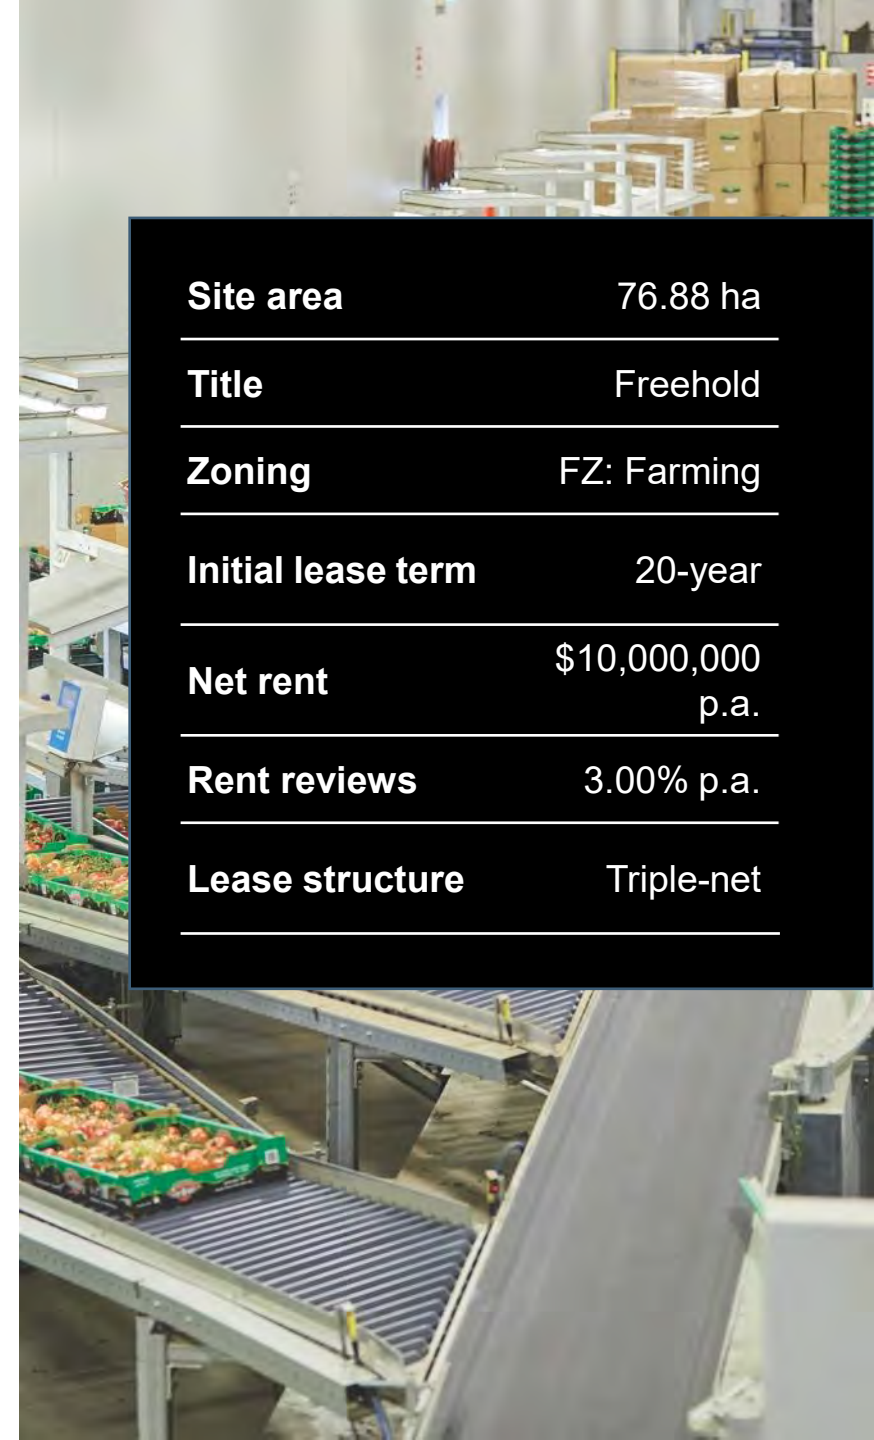 Site area 76.88 ha
Title Freehold
Zoning FZ: Farming
Initial lease term 20-year
Net rent $10,000,000
p.a.
Rent reviews 3.00% p.a.
Lease structure Triple-net